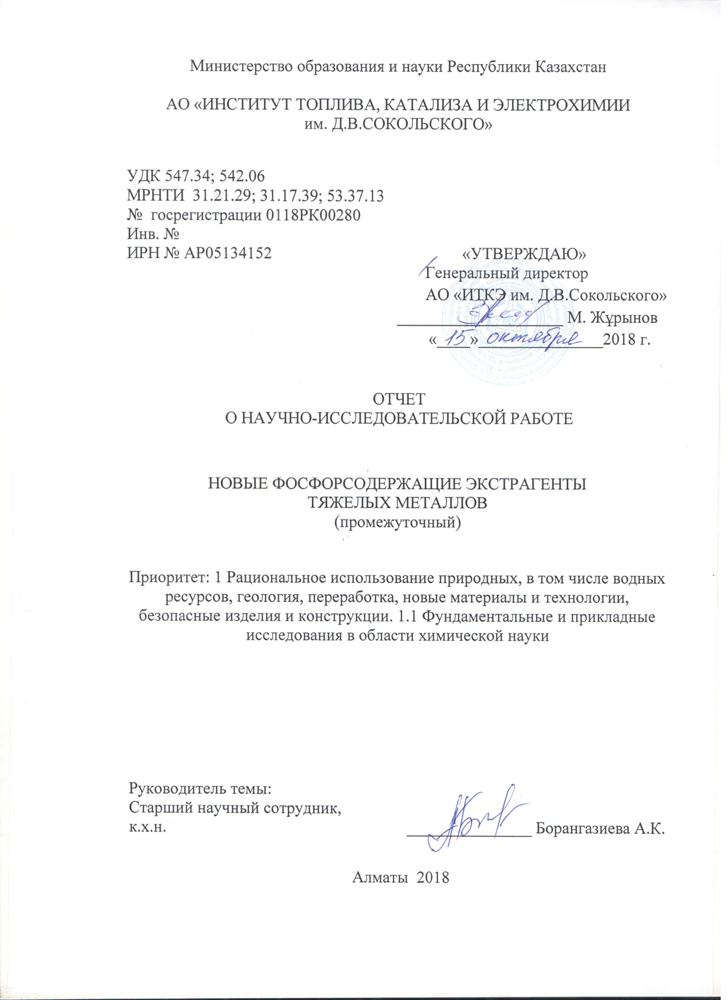 Министерство образования и науки Республики Казахстан
АО «ИНСТИТУТ ТОПЛИВА, КАТАЛИЗА И ЭЛЕКТРОХИМИИ
им. Д.В.СОКОЛЬСКОГО»
УДК 547.34; 542.06
МРНТИ 31.21.29; 31.17.39; 53.37.13
№ госрегистрации 0118РК00280
Инв. №
ИРН № АР05134152
«УТВЕРЖДАЮ»
Генеральный директор
АО «ИТКЭ им. Д.В.Сокольского»
М. Жұрынов
«15» октября 2018 г.
ОТЧЕТ
О НАУЧНО-ИССЛЕДОВАТЕЛЬСКОЙ РАБОТЕ
НОВЫЕ ФОСФОРСОДЕРЖАЩИЕ ЭКСТРАГЕНТЫ
ТЯЖЕЛЫХ МЕТАЛЛОВ
(промежуточный)
Приоритет: 1 Рациональное использование природных, в том числе водных
ресурсов, геология, переработка, новые материалы и технологии,
безопасные изделия и конструкции. 1.1 Фундаментальные и прикладные
исследования в области химической науки
Руководитель темы:
Старший научный сотрудник,
к.х.н.
Борангазиева А.К.
Алматы 2018